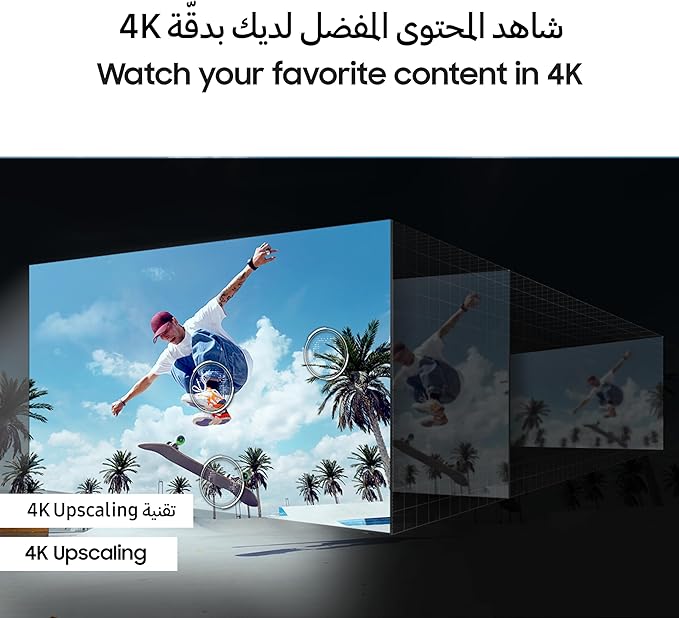 شاهد المحتوى المفضل لديك بدقّة 4K
Watch your favorite content in 4K
تقنية 4K Upscaling
4K Upscaling